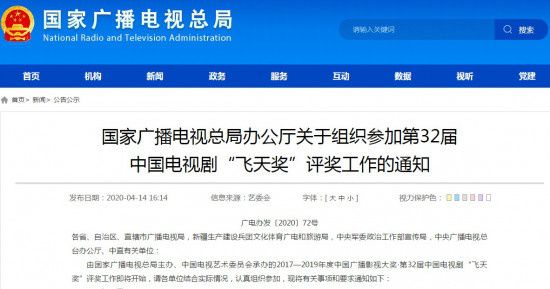 国家广播电视总局
National Radio and Television Administration
请输入关键词
搜索
首页 机构 新闻 政务 服务 互动 数据 视听 党建
首页> 新闻> 公告公示
国家广播电视总局办公厅关于组织参加第32届
中国电视剧“飞天奖”评奖工作的通知
发布日期：2020-04-14 16:14 信息来源：艺委会 字体：[ 大 中 小 ] 视力保护色：
广电办发〔2020〕72号
各省、自治区、直辖市广播电视局，新疆生产建设兵团文化体育广电和旅游局，中央军委政治工作部宣传局，中央广播电视总
台办公厅、中直有关单位：
由国家广播电视总局主办、中国电视艺术委员会承办的2017—2019年度中国广播影视大奖·第32届中国电视剧“飞
天奖”评奖工作即将开始，请各单位结合实际情况，认真组织参加，现将有关事项和要求通知如下：